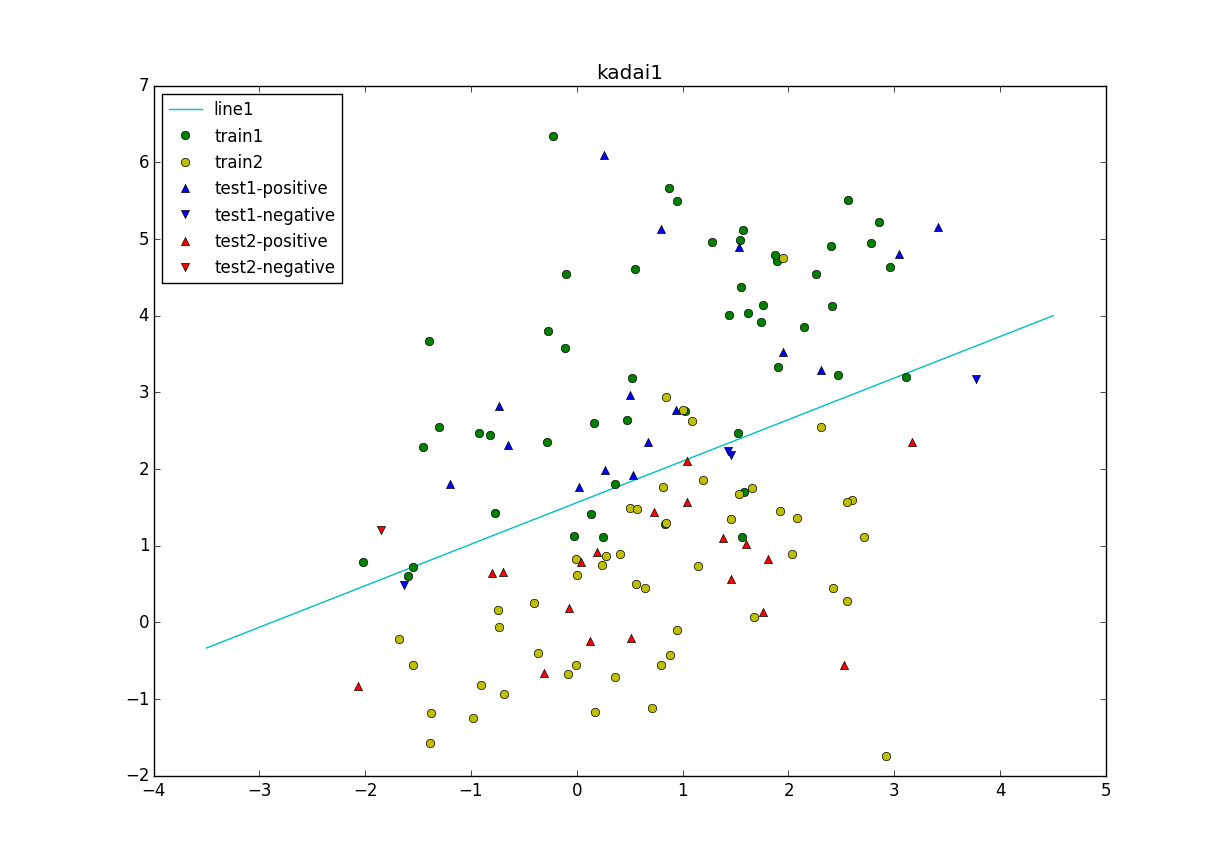 kadai1
7
6
5
4
3
2
1
0
−1
−2
line1
train1
train2
test1-positive
test1-negative
test2-positive
test2-negative
−4 −3 −2 −1 0 1 2 3 4 5